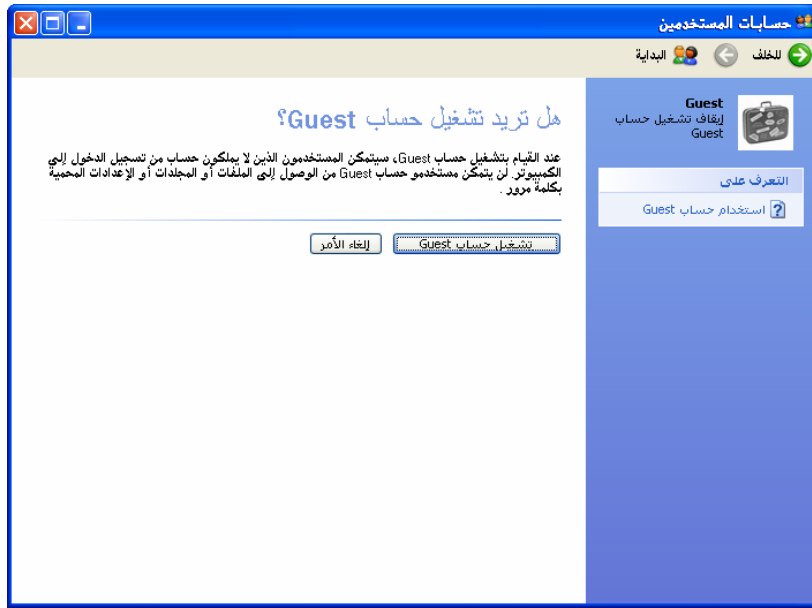 حسابات المستخدمين
للخلف
البداية
Guest
إيقاف تشغيل حساب
Guest
التعرف على
استخدام حساب Guest
هل تريد تشغيل حساب Guest؟
عند القيام بتشغيل حساب Guest، سيتمكن المستخدمون الذين لا يملكون حساب من تسجيل الدخول إلى
الكمبيوتر. لن يتمكن مستخدمو حساب Guest من الوصول إلى الملفات أو المجلدات أو الإعدادات المحمية
بكلمة مرور .
تشغيل حساب Guest
إلغاء الأمر